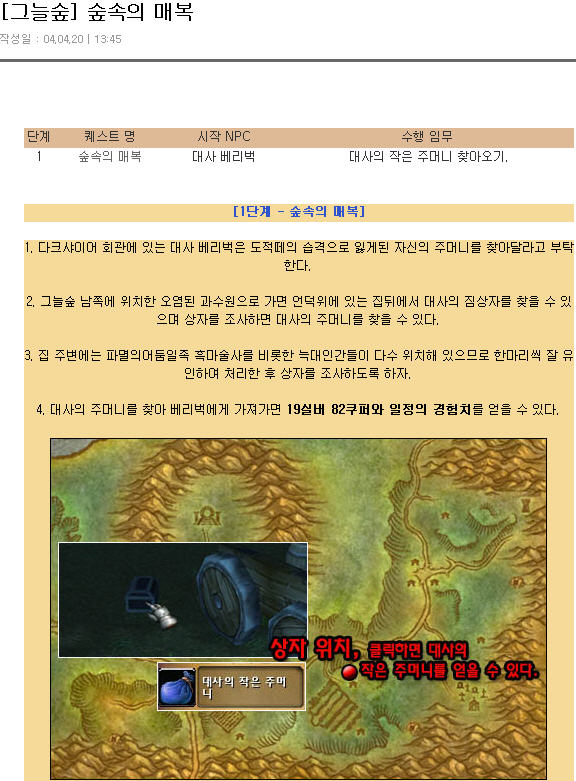 [그늘숲] 숲속의 매복
작성일 : 04.04.20 | 13:45
단계 퀘스트 명 시작 NPC 수행 임무
1 숲속의 매복 대사 베리벅 대사의 작은 주머니 찾아오기.
[1단계 - 숲속의 매복]
1. 다크샤이어 회관에 있는 대사 베리벅은 도적떼의 습격으로 잃게된 자신의 주머니를 찾아달라고 부탁
한다.
2. 그늘숲 남쪽에 위치한 오염된 과수원으로 가면 언덕위에 있는 집뒤에서 대사의 짐상자를 찾을 수 있
으며 상자를 조사하면 대사의 주머니를 찾을 수 있다.
3. 집 주변에는 파멸의어둠일족 흑마술사를 비롯한 늑대인간들이 다수 위치해 있으므로 한마리씩 잘 유
인하여 처리한 후 상자를 조사하도록 하자.
4. 대사의 주머니를 찾아 베리벅에게 가져가면 19실버 82쿠퍼와 일정의 경험치를 얻을 수 있다.
상자 위치, 클릭하면 대사의
작은 주머니를 얻을 수 있다.
대사의 작은 주머
니